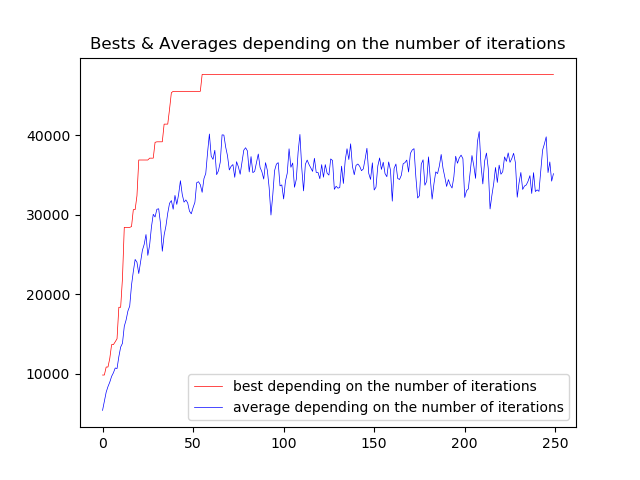 Bests & Averages depending on the number of iterations
40000
30000
20000
10000
best depending on the number of iterations
average depending on the number of iterations
0 50 100 150 200 250